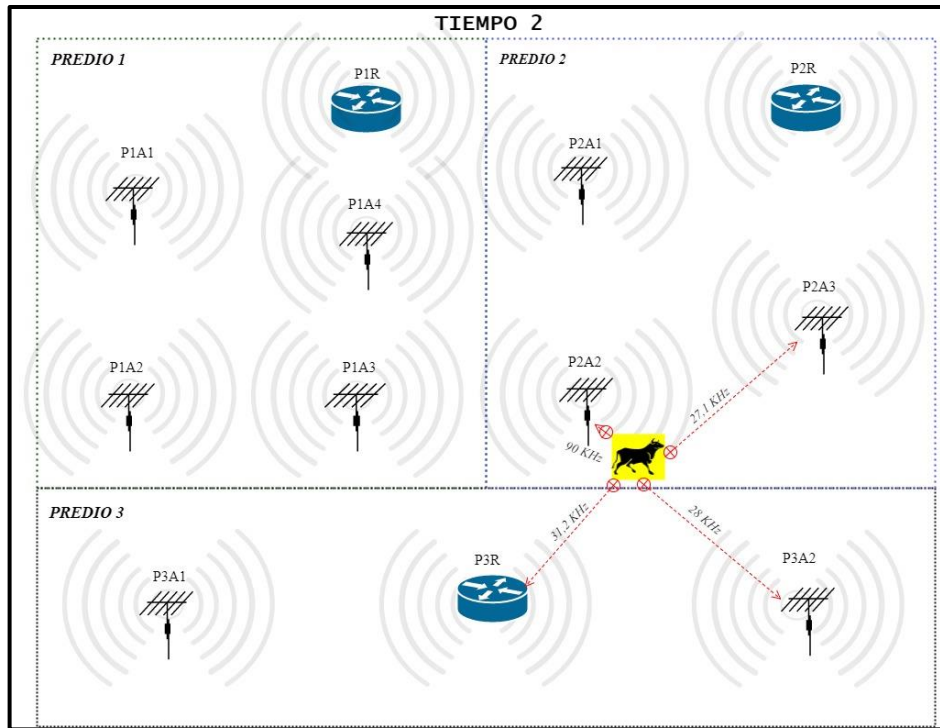 TIEMPO 2
PREDIO 1
P1R
P1A1
P1A4
P1A2
P1A3
PREDIO 2
P2R
P2A1
P2A3
P2A2
27,1 KHz
90 KHz
PREDIO 3
31,2 KHz
28 KHz
P3A1
P3R
P3A2